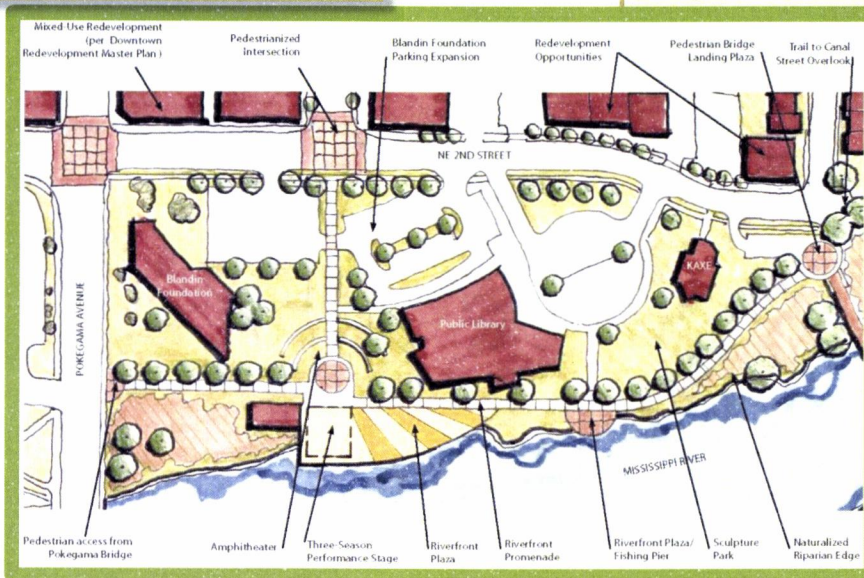 Mixed-Use Redevelopment
(per Downtown
Redevelopment Master Plan )
Pedestrianized
Intersection
Blandin Foundation
Parking Expansion
Redevelopment
Opportunities
Pedestrian Bridge
Landing Plaza
Trail to Canal
Street Overlook
NE 2ND STREET
POKEGAMA AVENUE
Blandin
Foundation
Public Library
KAXE
MISSISSIPPI RIVER
Pedestrian access from
Pokegama Bridge
Amphitheater
Three-Season
Performance Stage
Riverfront
Plaza
Riverfront
Promenade
Riverfront Plaza/
Fishing Pier
Sculpture
Park
Naturalized
Riparian Edge